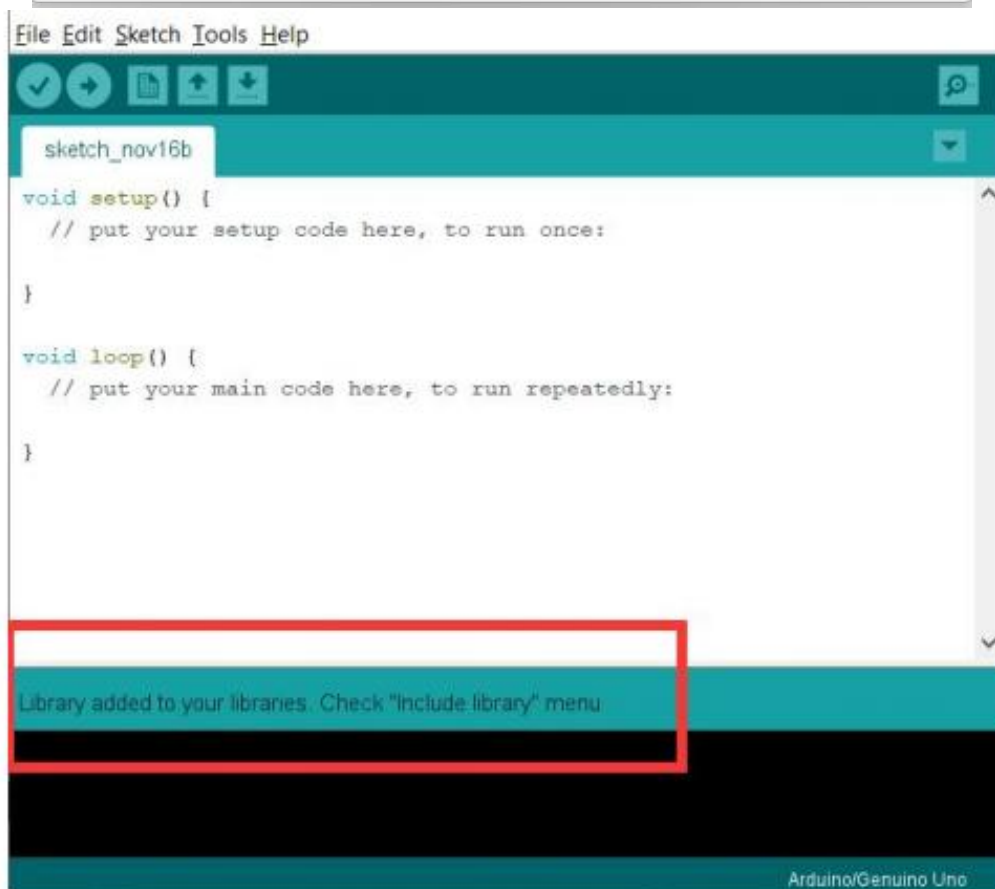 File Edit Sketch Tools Help
sketch_nov16b
void setup() {
  // put your setup code here, to run once:
}
void loop() {
  // put your main code here, to run repeatedly:
}
Library added to your libraries. Check "Include library" menu
Arduino/Genuino Uno